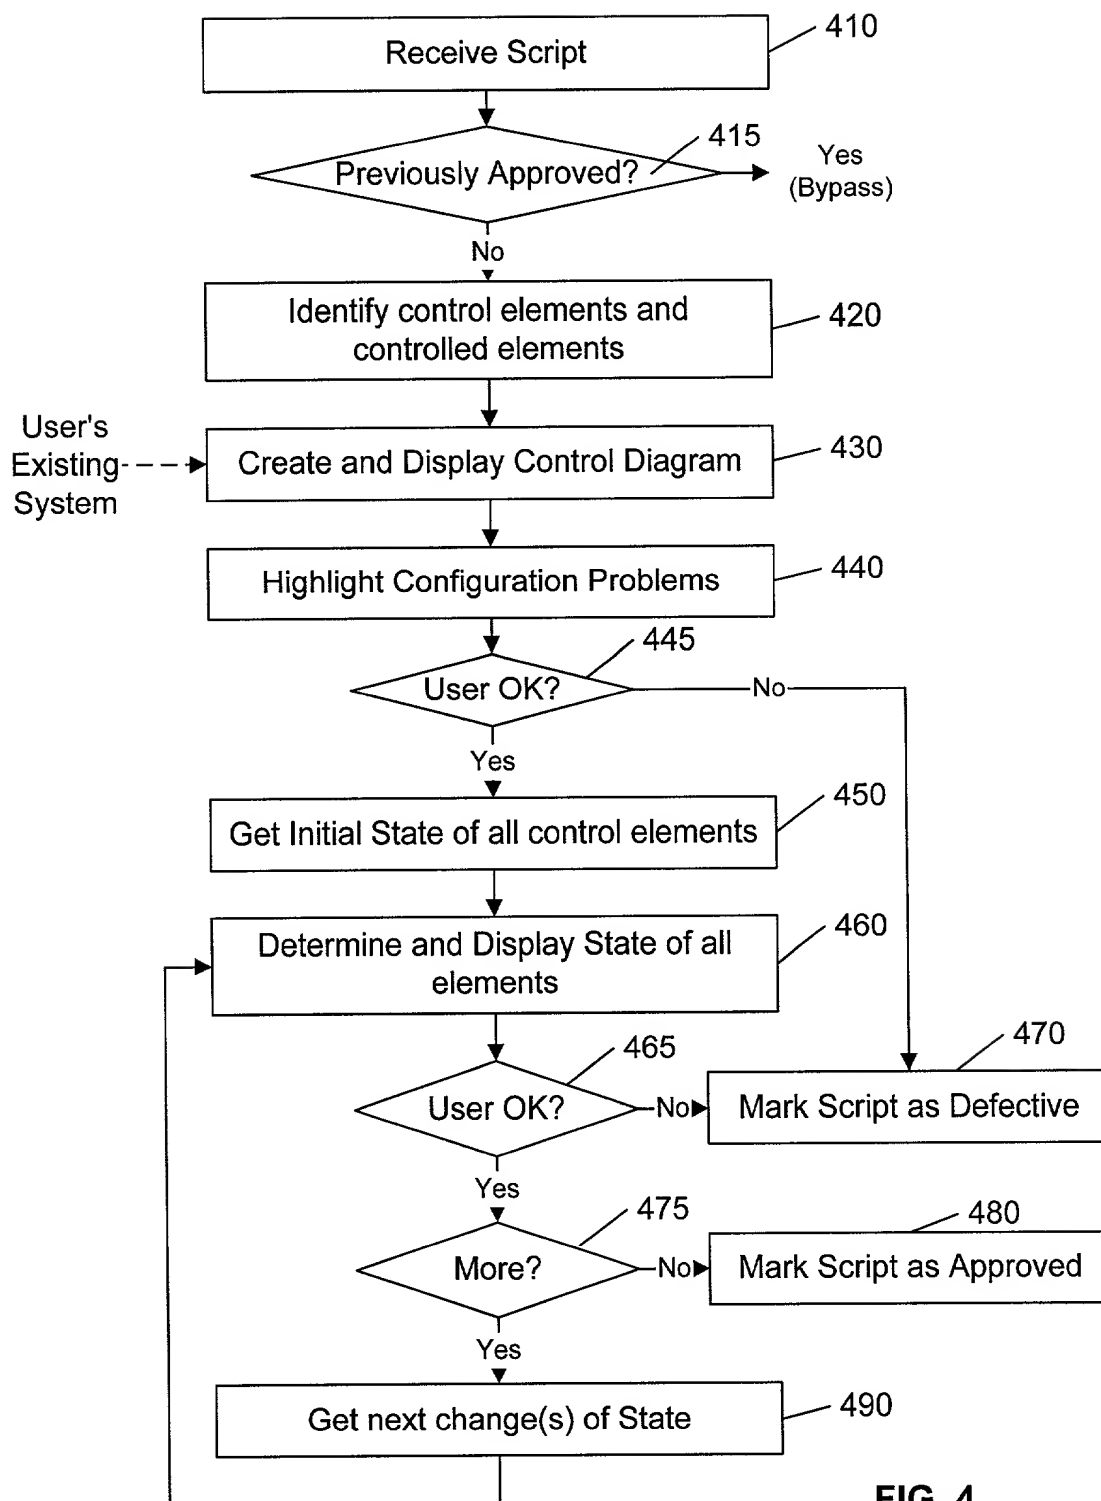 410
Receive Script
415
Previously Approved?
Yes
(Bypass)
No
Identify control elements and
controlled elements
420
User's
Existing
System
Create and Display Control Diagram
430
Highlight Configuration Problems
440
445
User OK?
No
Yes
450
Get Initial State of all control elements
460
Determine and Display State of all
elements
465
470
User OK?
No
Mark Script as Defective
Yes
475
480
More?
No
Mark Script as Approved
Yes
Get next change(s) of State
490
FIG. 4